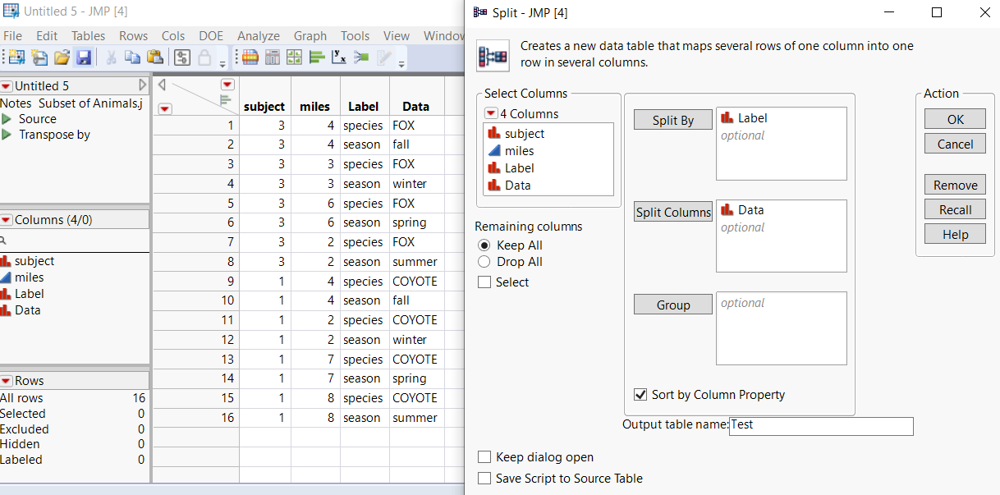 Untitled 5 - JMP [4]
File Edit Tables Rows Cols DOE Analyze Graph Tools View Window
Untitled 5
Notes Subset of Animals.j
Source
Transpose by
Columns (4/0)
subject
miles
Label
Data
Rows
All rows 16
Selected 0
Excluded 0
Hidden 0
Labeled 0
subject miles Label Data
1 3 4 species FOX
2 3 4 season fall
3 3 3 species FOX
4 3 3 season winter
5 3 6 species FOX
6 3 6 season spring
7 3 2 species FOX
8 3 2 season summer
9 1 4 species COYOTE
10 1 4 season fall
11 1 2 species COYOTE
12 1 2 season winter
13 1 7 species COYOTE
14 1 7 season spring
15 1 8 species COYOTE
16 1 8 season summer
Split - JMP [4]
Creates a new data table that maps several rows of one column into one
row in several columns.
Select Columns
4 Columns
subject
miles
Label
Data
Remaining columns
Keep All
Drop All
Select
Split By
Label
optional
Split Columns
Data
optional
Group
optional
Sort by Column Property
Output table name: Test
Keep dialog open
Save Script to Source Table
Action
OK
Cancel
Remove
Recall
Help